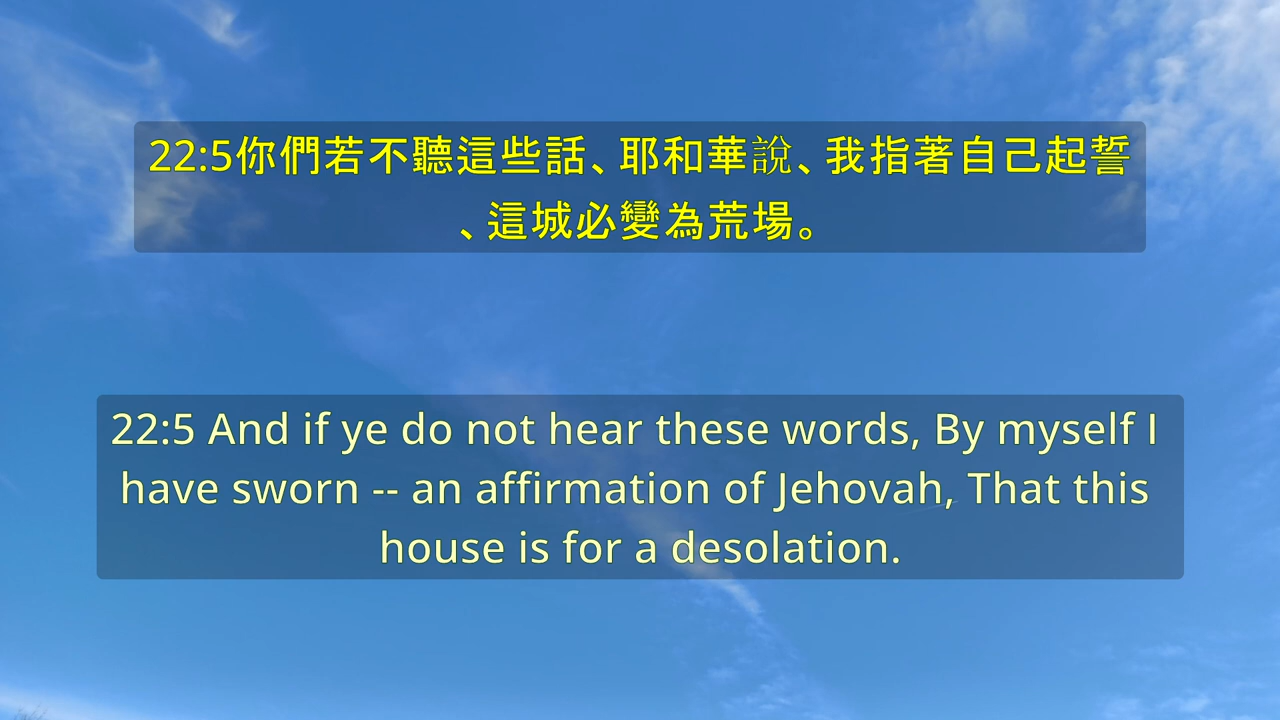 22:5你們若不聽這些話、耶和華說、我指著自己起誓
、這城必變為荒場。
22:5 And if ye do not hear these words, By myself I
have sworn -- an affirmation of Jehovah, That this
house is for a desolation.